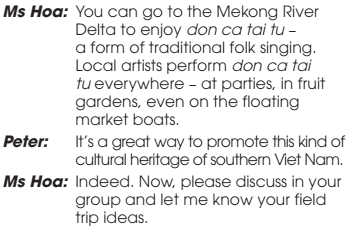 Ms Hoa: You can go to the Mekong River
Delta to enjoy don ca tai tu –
a form of traditional folk singing.
Local artists perform don ca tai
tu everywhere – at parties, in fruit
gardens, even on the floating
market boats.
Peter: It's a great way to promote this kind of
cultural heritage of southern Viet Nam.
Ms Hoa: Indeed. Now, please discuss in your
group and let me know your field
trip ideas.